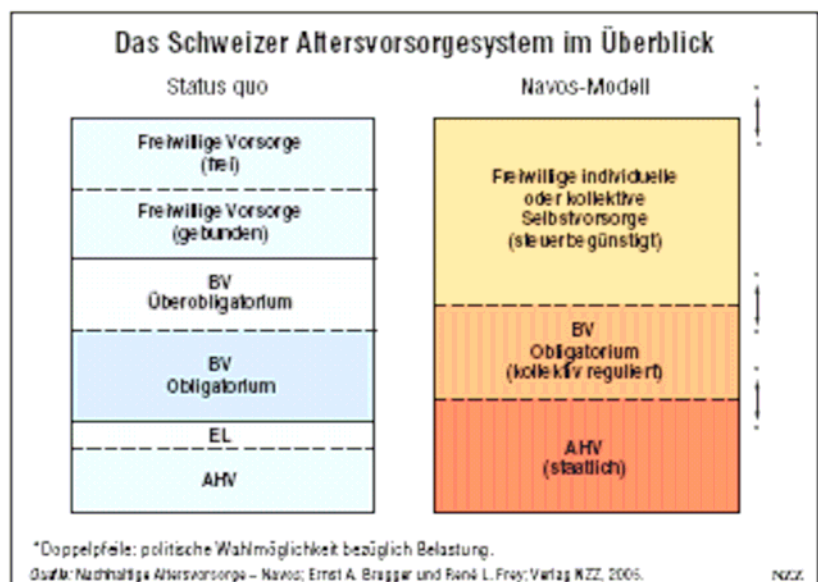 Das Schweizer Altersvorsorgesystem im Überblick
Status quo
Freiwillige Vorsorge
(frei)
Freiwillige Vorsorge
(gebunden)
BV
Überobligatorium
BV
Obligatorium
EL
AHV
Navos-Modell
Freiwillige individuelle
oder kollektive
Selbstvorsorge
(steuerbegünstigt)
BV
Obligatorium
(kollektiv reguliert)
AHV
(staatlich)
*Doppelpfeile: politische Wahlmöglichkeit bezüglich Belastung.
Quelle: Nachhaltige Altersvorsorge – Navos; Ernst A. Brugger und René L. Frey; Verlag NZZ, 2006.
NZZ